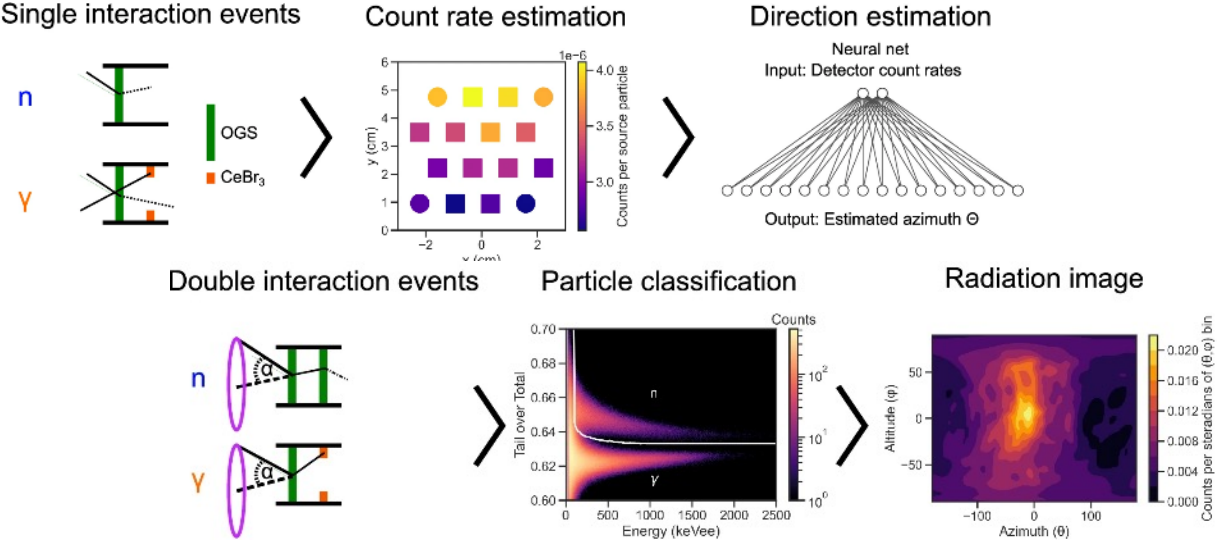 Single interaction events
Count rate estimation
Direction estimation
n
γ
OGS
CeBr3
1e−6
6
5
4
3
2
1
0
y (cm)
−2
0
2
x (cm)
4.0
3.5
3.0
Counts per source particle
Neural net
Input: Detector count rates
Output: Estimated azimuth Θ
Double interaction events
Particle classification
Radiation image
n
α
γ
α
Counts
0.70
0.68
0.66
0.64
0.62
0.60
Tail over Total
n
γ
0
500
1000
1500
2000
2500
Energy (keVee)
10²
10¹
10⁰
50
0
−50
Altitude (φ)
−100
0
100
Azimuth (θ)
0.020
0.016
0.012
0.008
0.004
0.000
Counts per steradians of (θ,φ) bin